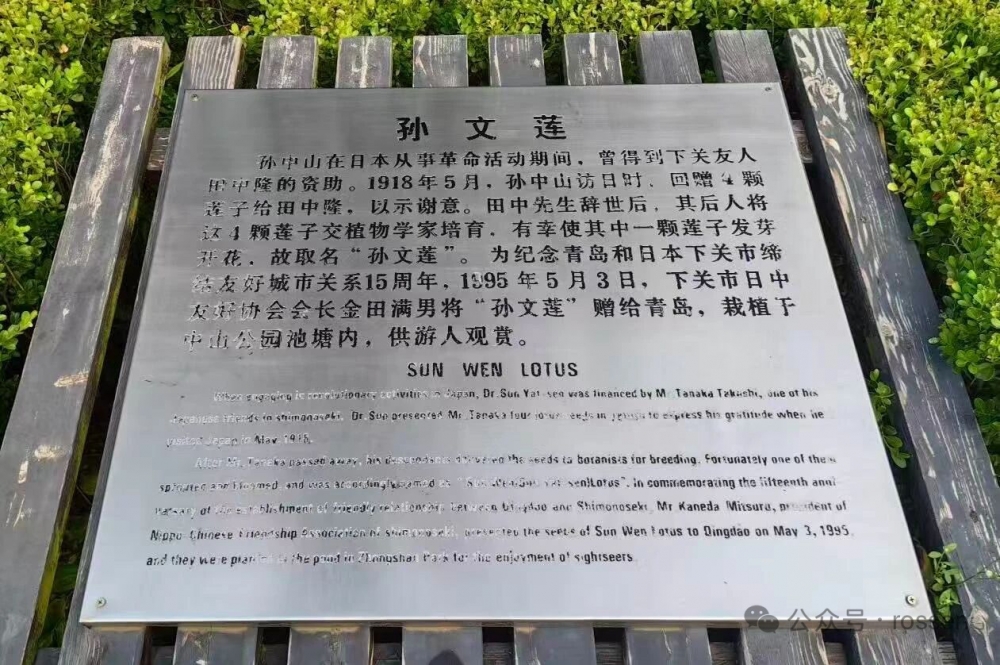 孙文莲
孙中山在日本从事革命活动期间，曾得到下关友人
田中隆的资助。1918年5月，孙中山访日时，回赠4颗
莲子给田中隆，以示谢意。田中先生辞世后，其后人将
这4颗莲子交植物学家培育，有幸使其中一颗莲子发芽
开花，故取名“孙文莲”。为纪念青岛和日本下关市缔
结友好城市关系15周年，1995年5月3日，下关市日中
友好协会会长金田满男将“孙文莲”赠给青岛，栽植于
中山公园池塘内，供游人观赏。
SUN WEN LOTUS
When engaging in revolutionary activities in Japan, Dr.Sun Yat-sen was financed by Mr Tanaka Takashi, one of his
Japanese friends in shimonoseki. Dr.Sun presented Mr.Tanaka four lotus seeds in to express his gratitude when he
visited Japan in May, 1918.
After Mr.Tanaka passed away, his descendants delivered the seeds to botanists for breeding. Fortunately one of them
sprouted and bloomed, and was accordingly named as Lotus". In commemorating the fifteenth anni-
versary of the establishment of friendly relationship between Qingdao and Shimonoseki, Mr Kaneda Mitsuro, president of
Nippo-Chinese Friendship Association of shimonoseki, presented the seeds of Sun Wen Lotus to Qingdao on May 3, 1995,
and they were planted in the pond in Zhongshan Park for the enjoyment of sightseers.
公众号·ross